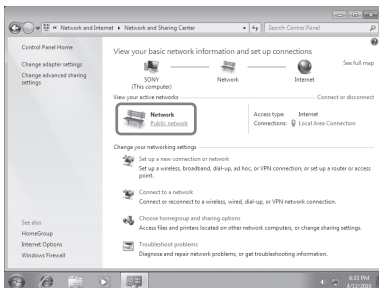 Network and Internet ▸ Network and Sharing Center
Search Control Panel
Control Panel Home
Change adapter settings
Change advanced sharing
settings
View your basic network information and set up connections
See full map
SONY
(This computer)
Network
Internet
View your active networks
Connect or disconnect
Network
Public network
Access type: Internet
Connections: Local Area Connection
Change your networking settings
Set up a new connection or network
Set up a wireless, broadband, dial-up, ad hoc, or VPN connection; or set up a router or access
point.
Connect to a network
Connect or reconnect to a wireless, wired, dial-up, or VPN network connection.
Choose homegroup and sharing options
Access files and printers located on other network computers, or change sharing settings.
Troubleshoot problems
Diagnose and repair network problems, or get troubleshooting information.
See also
HomeGroup
Internet Options
Windows Firewall
6:33 PM
4/12/2010